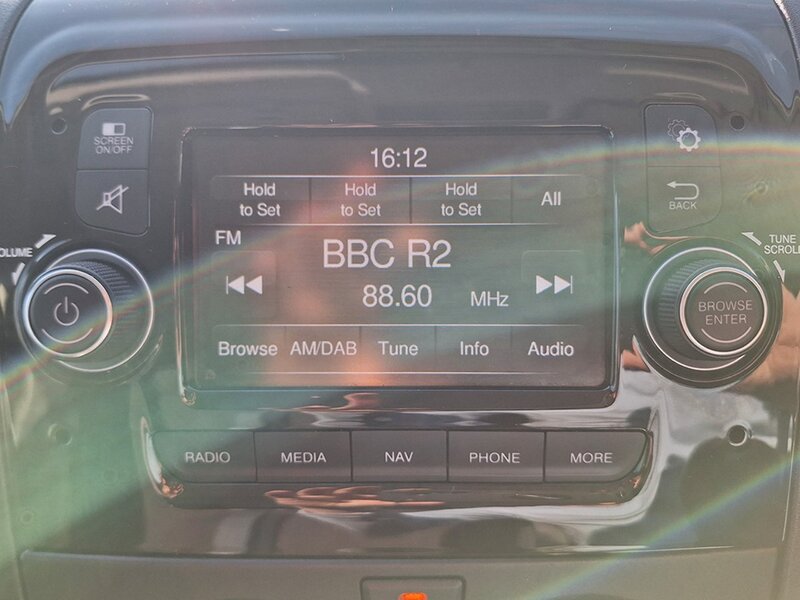 SCREEN
ON/OFF
16:12
Hold
to Set
Hold
to Set
Hold
to Set
All
BACK
FM
BBC R2
88.60 MHz
TUNE
SCROLL
BROWSE
ENTER
Browse AM/DAB Tune Info Audio
RADIO MEDIA NAV PHONE MORE